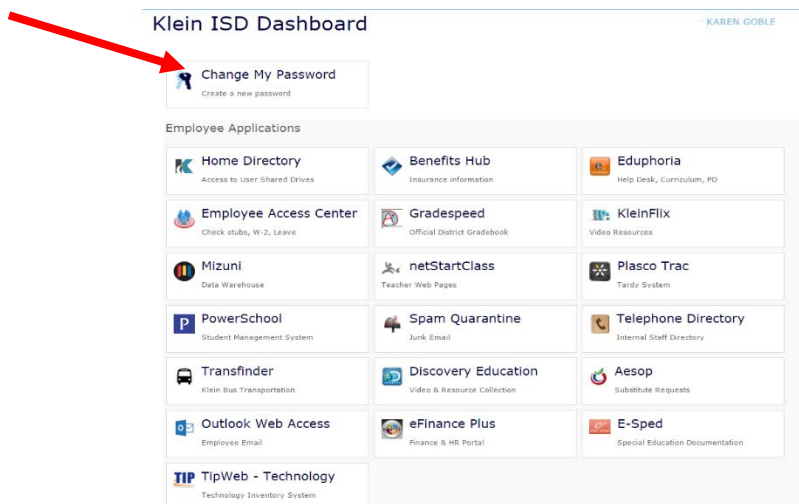 Klein ISD Dashboard
KAREN GOBLE
Change My Password
Create a new password
Employee Applications
Home Directory
Access to User Shared Drives
Benefits Hub
Insurance information
Eduphoria
Help Desk, Curriculum, PD
Employee Access Center
Check stubs, W-2, Leave
Gradespeed
Official District Gradebook
KleinFlix
Video Resources
Mizuni
Data Warehouse
netStartClass
Teacher Web Pages
Plasco Trac
Tardy System
P
PowerSchool
Student Management System
Spam Quarantine
Junk Email
Telephone Directory
Internal Staff Directory
Transfinder
Klein Bus Transportation
Discovery Education
Video & Resource Collection
Aesop
Substitute Requests
Outlook Web Access
Employee Email
eFinance Plus
Finance & HR Portal
E-Sped
Special Education Documentation
TIP
TipWeb - Technology
Technology Inventory System